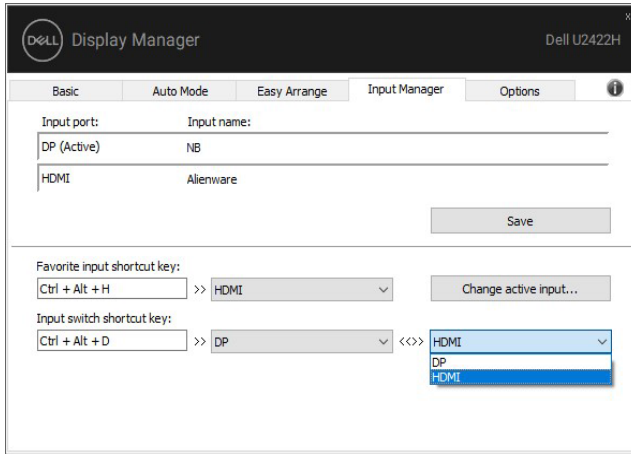 DELL Display Manager Dell U2422H
x
Basic Auto Mode Easy Arrange Input Manager Options i
Input port: Input name:
DP (Active) NB
HDMI Alienware
Save
Favorite input shortcut key:
Ctrl + Alt + H >> HDMI Change active input...
Input switch shortcut key:
Ctrl + Alt + D >> DP <<>> HDMI
DP
HDMI